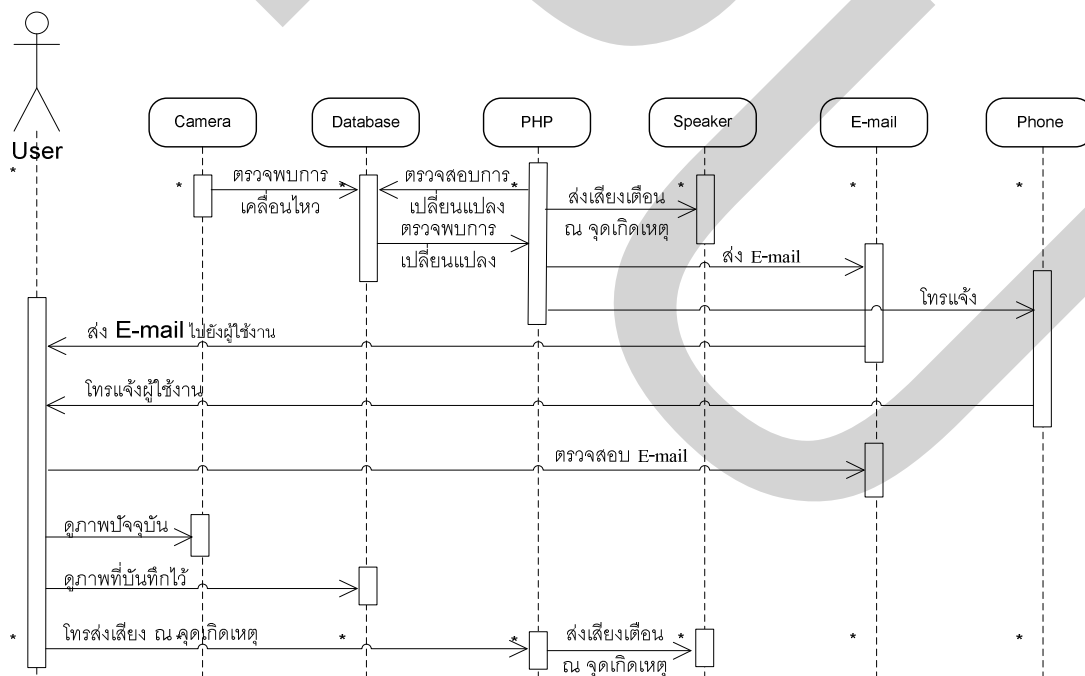 User
Camera
Database
PHP
Speaker
E-mail
Phone
* * * * * * *
ตรวจพบการ
เคลื่อนไหว
ตรวจสอบการ
เปลี่ยนแปลง
ส่งเสียงเตือน
ณ จุดเกิดเหตุ
ตรวจพบการ
เปลี่ยนแปลง
ส่ง E-mail
โทรแจ้ง
ส่ง E-mail ไปยังผู้ใช้งาน
โทรแจ้งผู้ใช้งาน
ตรวจสอบ E-mail
ดูภาพปัจจุบัน
ดูภาพที่บันทึกไว้
โทรส่งเสียง ณ จุดเกิดเหตุ
ส่งเสียงเตือน
ณ จุดเกิดเหตุ
* * * * * * *